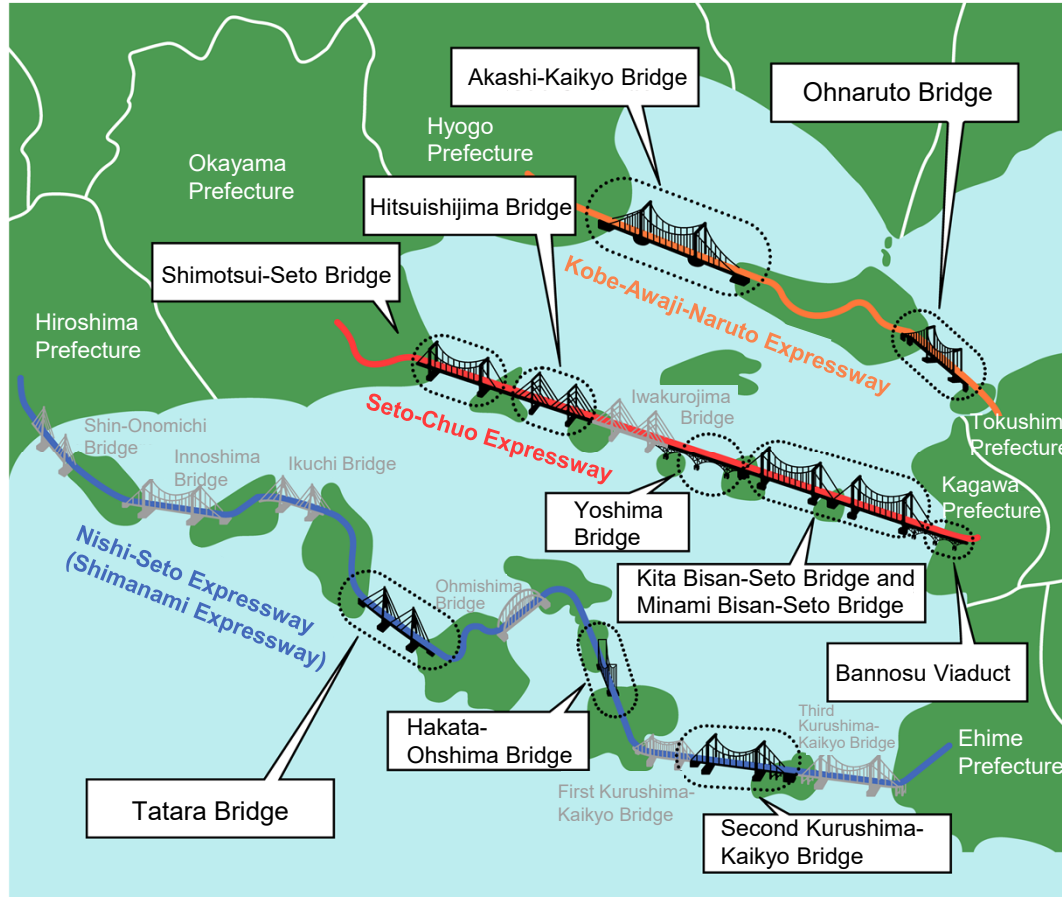 Akashi-Kaikyo Bridge
Ohnaruto Bridge
Hyogo
Prefecture
Okayama
Prefecture
Hitsuishijima Bridge
Shimotsui-Seto Bridge
Kobe-Awaji-Naruto Expressway
Hiroshima
Prefecture
Seto-Chuo Expressway
Iwakurojima
Bridge
Tokushim
Prefecture
Shin-Onomichi
Bridge
Innoshima
Bridge
Ikuchi Bridge
Kagawa
Prefecture
Yoshima
Bridge
Nishi-Seto Expressway
(Shimanami Expressway)
Kita Bisan-Seto Bridge and
Minami Bisan-Seto Bridge
Ohmishima
Bridge
Bannosu Viaduct
Hakata-
Ohshima Bridge
Third
Kurushima-
Kaikyo Bridge
Ehime
Prefecture
Tatara Bridge
First Kurushima-
Kaikyo Bridge
Second Kurushima-
Kaikyo Bridge